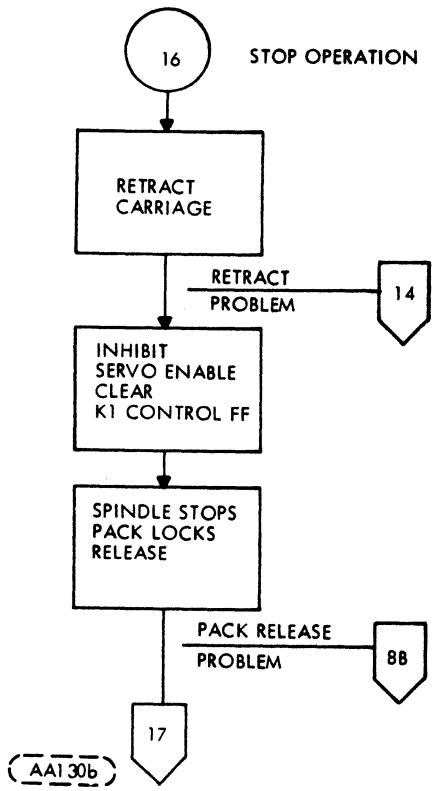 16
STOP OPERATION
RETRACT
CARRIAGE
RETRACT
PROBLEM
14
INHIBIT
SERVO ENABLE
CLEAR
K1 CONTROL FF
SPINDLE STOPS
PACK LOCKS
RELEASE
PACK RELEASE
PROBLEM
8B
17
AA130b